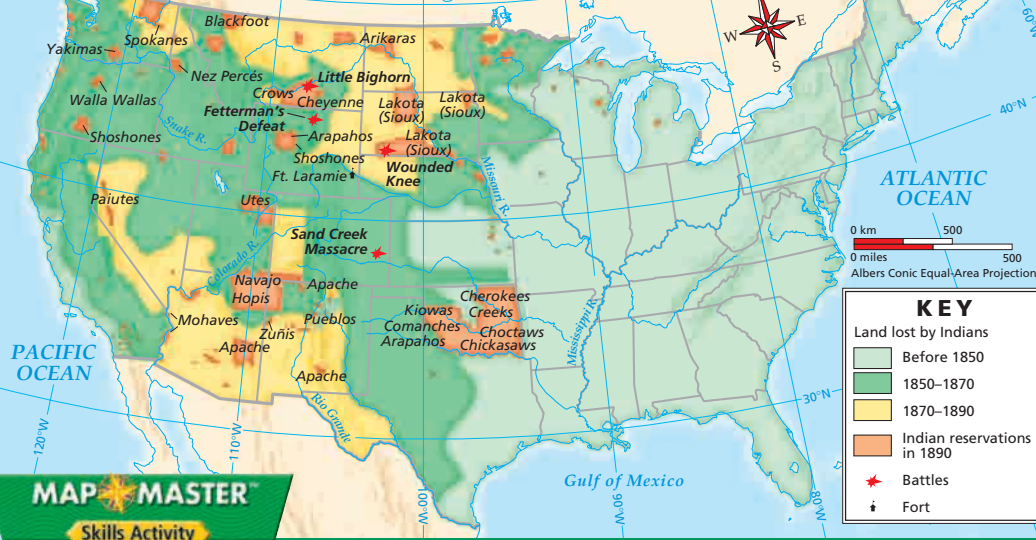 Blackfoot
Spokanes
Yakimas
Arikaras
Nez Percés
Little Bighorn
Walla Wallas
Crows
Cheyenne
Lakota
(Sioux)
Lakota
(Sioux)
Fetterman's
Defeat
Shoshones
Snake R.
Arapahos
Lakota
(Sioux)
Shoshones
Ft. Laramie
Wounded
Knee
Missouri R.
Paiutes
Utes
Sand Creek
Massacre
Colorado R.
Navajo
Hopis
Apache
Cherokees
Creeks
Kiowas
Comanches
Arapahos
Choctaws
Chickasaws
Mohaves
Zuñis
Pueblos
Apache
Apache
Mississippi R.
Rio Grande
PACIFIC
OCEAN
ATLANTIC
OCEAN
Gulf of Mexico
W
E
S
60°W
40°N
30°N
120°W
110°W
100°W
90°W
80°W
0 km 500
0 miles 500
Albers Conic Equal-Area Projection
KEY
Land lost by Indians
Before 1850
1850–1870
1870–1890
Indian reservations
in 1890
Battles
Fort
MAP MASTER™
Skills Activity